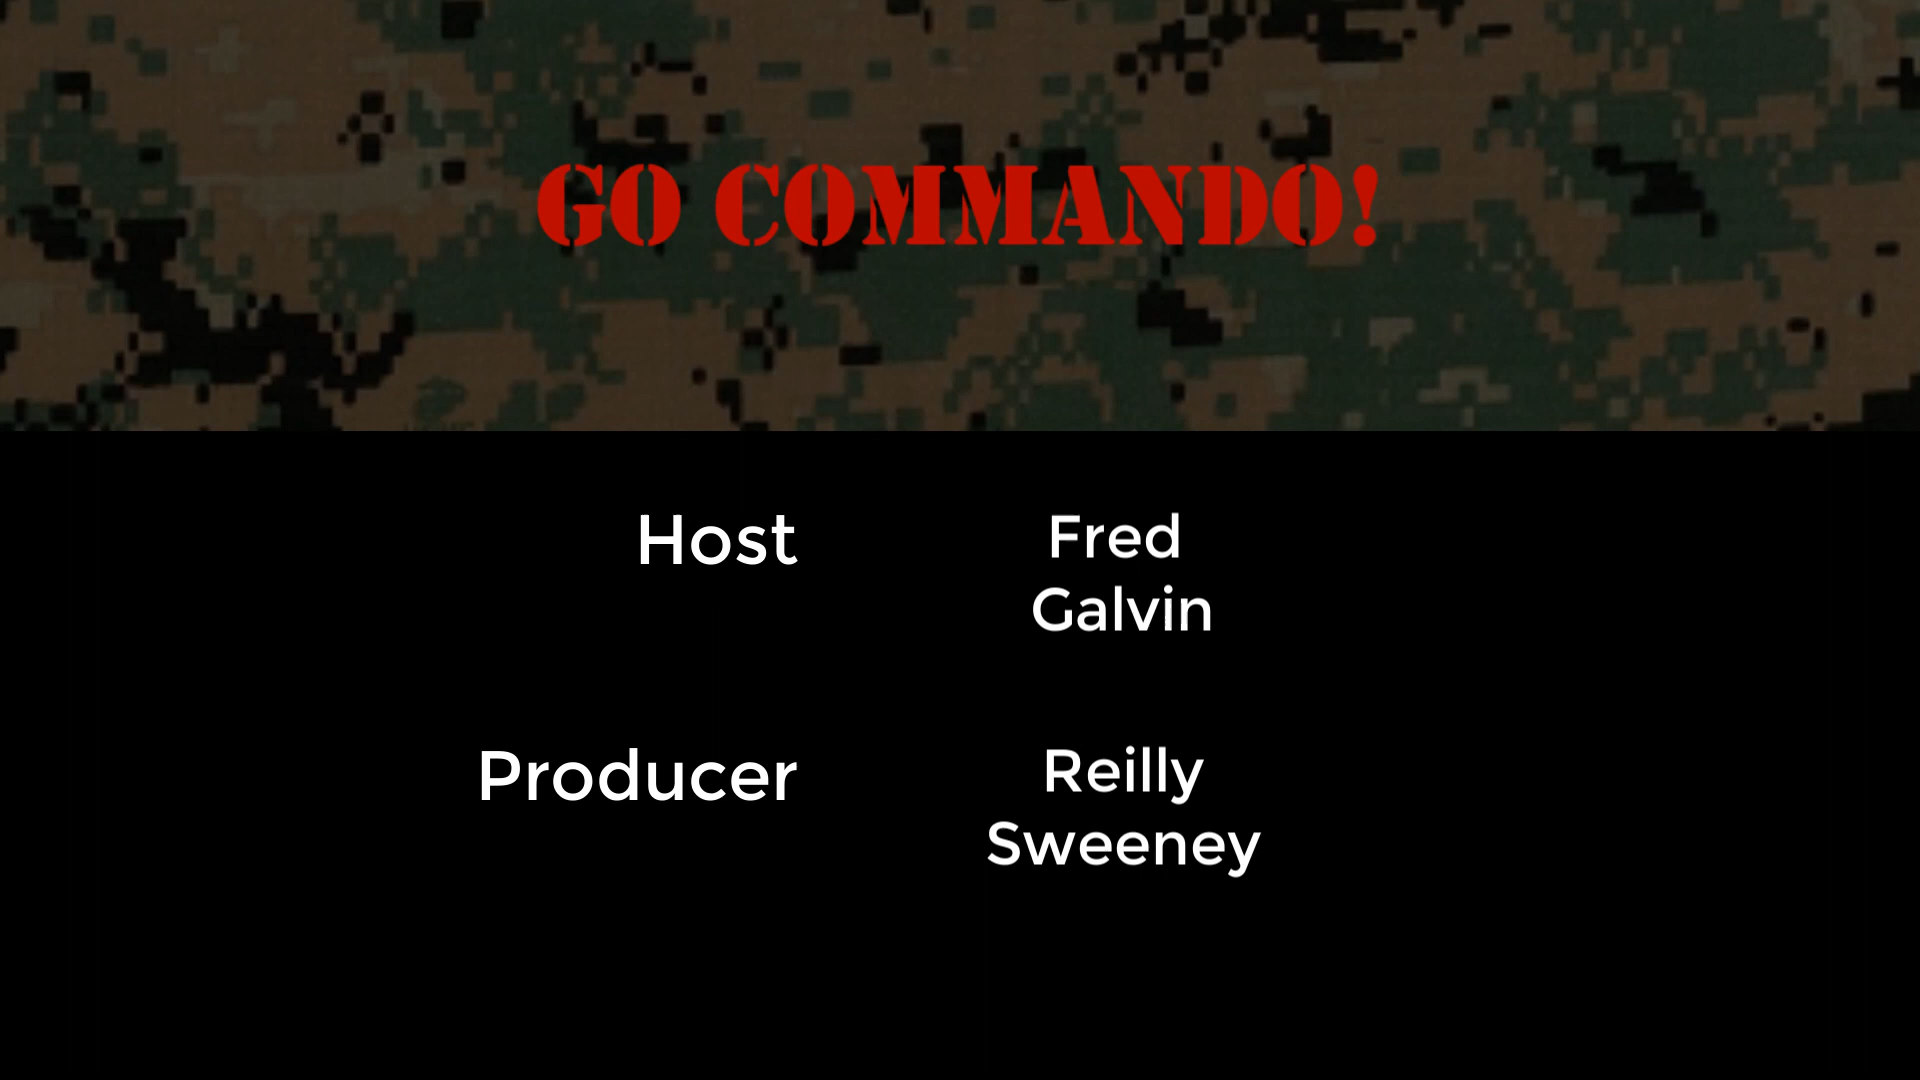 GO COMMANDO!
Host
Fred
Galvin
Producer
Reilly
Sweeney